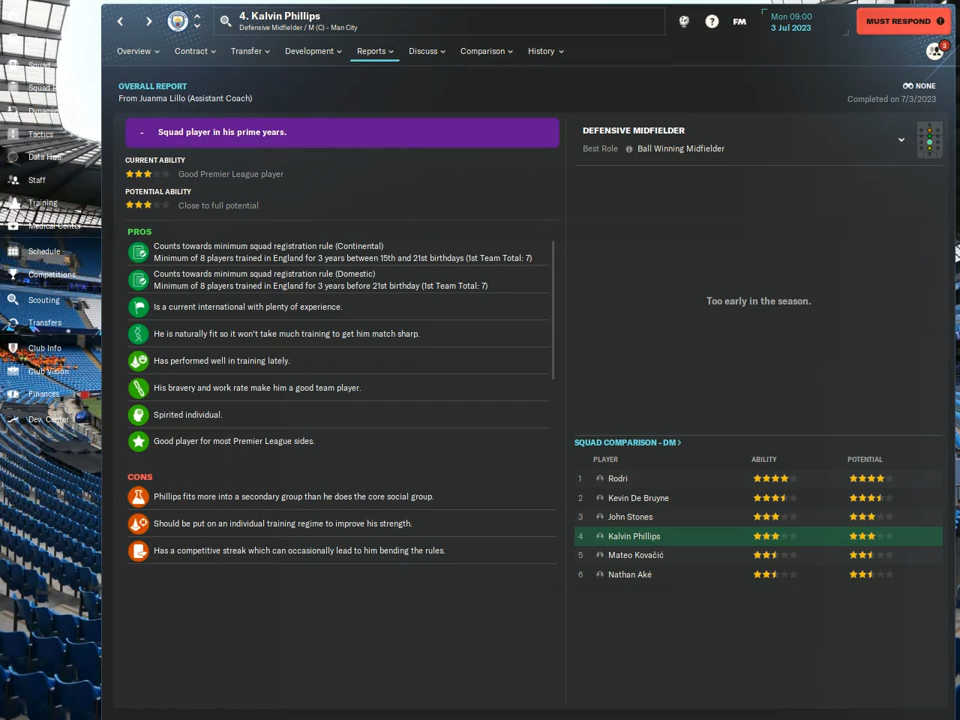 4. Kalvin Phillips
Defensive Midfielder / M (C) - Man City
?
FM
Mon 09:00
3 Jul 2023
MUST RESPOND
Overview
Contract
Transfer
Development
Reports
Discuss
Comparison
History
3
Squad
Tactics
Data Hub
Staff
Training
Medical Center
Schedule
Competitions
Scouting
Transfers
Club Info
Club Vision
Finances
Dev. Center
OVERALL REPORT
From Juanma Lillo (Assistant Coach)
NONE
Completed on 7/3/2023
- Squad player in his prime years.
CURRENT ABILITY
Good Premier League player
POTENTIAL ABILITY
Close to full potential
PROS
Counts towards minimum squad registration rule (Continental)
Minimum of 8 players trained in England for 3 years between 15th and 21st birthdays (1st Team Total: 7)
Counts towards minimum squad registration rule (Domestic)
Minimum of 8 players trained in England for 3 years before 21st birthday (1st Team Total: 7)
Is a current international with plenty of experience.
He is naturally fit so it won't take much training to get him match sharp.
Has performed well in training lately.
His bravery and work rate make him a good team player.
Spirited individual.
Good player for most Premier League sides.
CONS
Phillips fits more into a secondary group than he does the core social group.
Should be put on an individual training regime to improve his strength.
Has a competitive streak which can occasionally lead to him bending the rules.
DEFENSIVE MIDFIELDER
Best Role Ball Winning Midfielder
Too early in the season.
SQUAD COMPARISON - DM >
PLAYER ABILITY POTENTIAL
1 Rodri
2 Kevin De Bruyne
3 John Stones
4 Kalvin Phillips
5 Mateo Kovačić
6 Nathan Aké